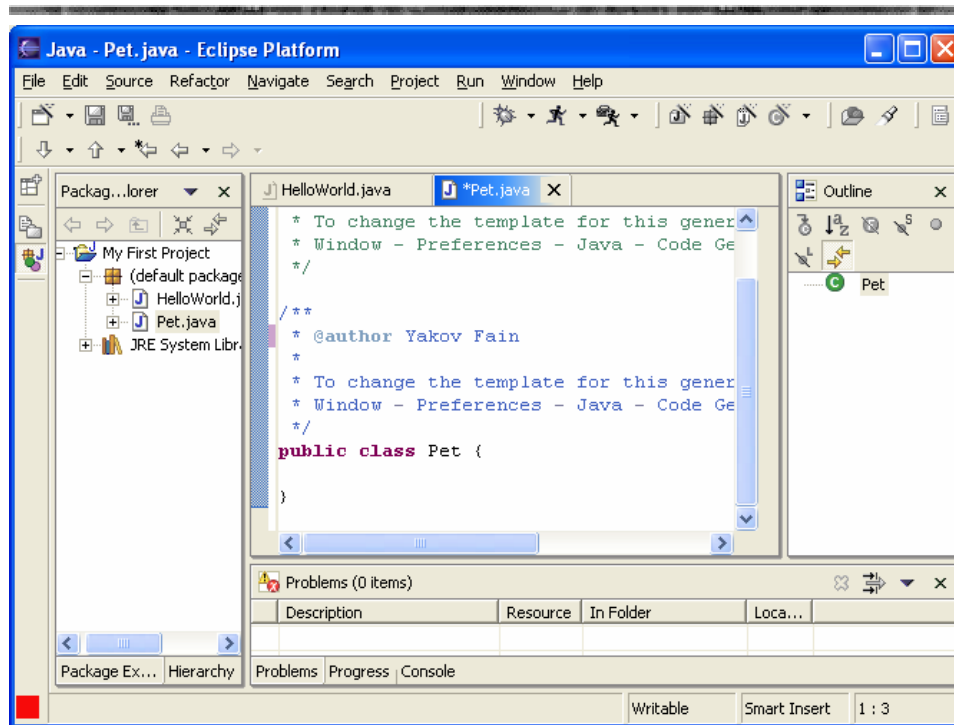 Java - Pet.java - Eclipse Platform
File Edit Source Refactor Navigate Search Project Run Window Help
Packag...lorer
HelloWorld.java
*Pet.java
Outline
My First Project
(default package
HelloWorld.j
Pet.java
JRE System Libr
* To change the template for this gener
* Window - Preferences - Java - Code Ge
*/
/**
* @author Yakov Fain
*
* To change the template for this gener
* Window - Preferences - Java - Code Ge
*/
public class Pet {
}
Pet
Problems (0 items)
Description Resource In Folder Loca...
Package Ex... Hierarchy
Problems Progress Console
Writable Smart Insert 1 : 3